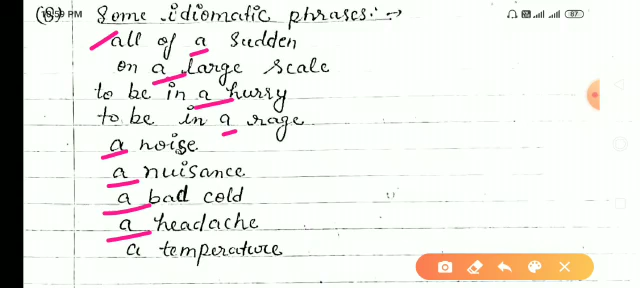 (B) Some idiomatic phrases:-→
all of a sudden
on a large scale
to be in a hurry
to be in a rage
a noise
a nuisance
a bad cold
a headache
a temperature